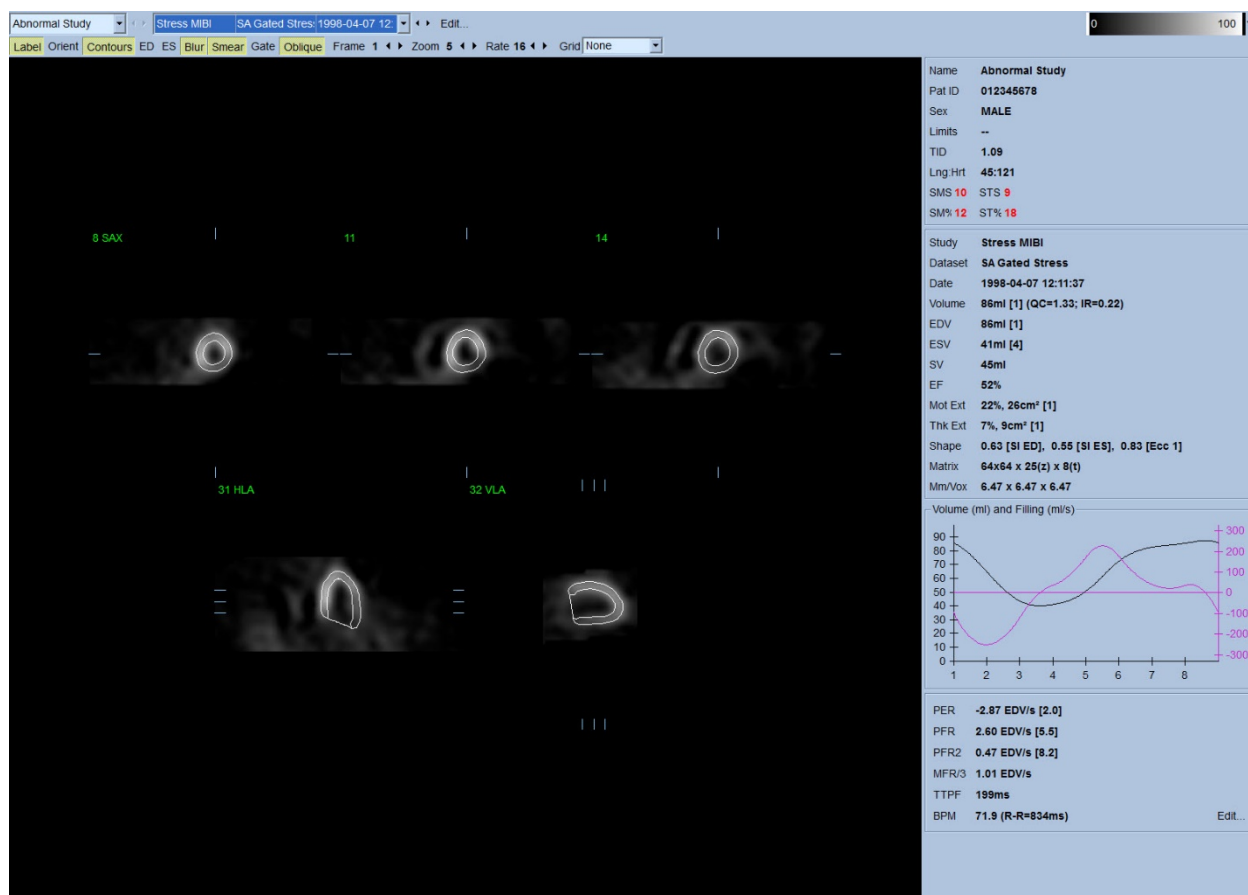 Abnormal Study Stress MIBI SA Gated Stres: 1998-04-07 12: Edit... 0 100
Label Orient Contours ED ES Blur Smear Gate Oblique Frame 1 Zoom 5 Rate 16 Grid None
Name Abnormal Study
Pat ID 012345678
Sex MALE
Limits --
TID 1.09
Lng:Hrt 45:121
SMS 10 STS 9
SM% 12 ST% 18
8 SAX 11 14
Study Stress MIBI
Dataset SA Gated Stress
Date 1998-04-07 12:11:37
Volume 86ml [1] (QC=1.33; IR=0.22)
EDV 86ml [1]
ESV 41ml [4]
SV 45ml
EF 52%
Mot Ext 22%, 26cm² [1]
Thk Ext 7%, 9cm² [1]
Shape 0.63 [SI ED], 0.55 [SI ES], 0.83 [Ecc 1]
Matrix 64x64 x 25(z) x 8(t)
Mm/Vox 6.47 x 6.47 x 6.47
31 HLA 32 VLA
Volume (ml) and Filling (ml/s)
90 300
80 200
70 100
60 0
50 -100
40 -200
30 -300
20
10
0
1 2 3 4 5 6 7 8
PER -2.87 EDV/s [2.0]
PFR 2.60 EDV/s [5.5]
PFR2 0.47 EDV/s [8.2]
MFR/3 1.01 EDV/s
TTPF 199ms
BPM 71.9 (R-R=834ms) Edit...